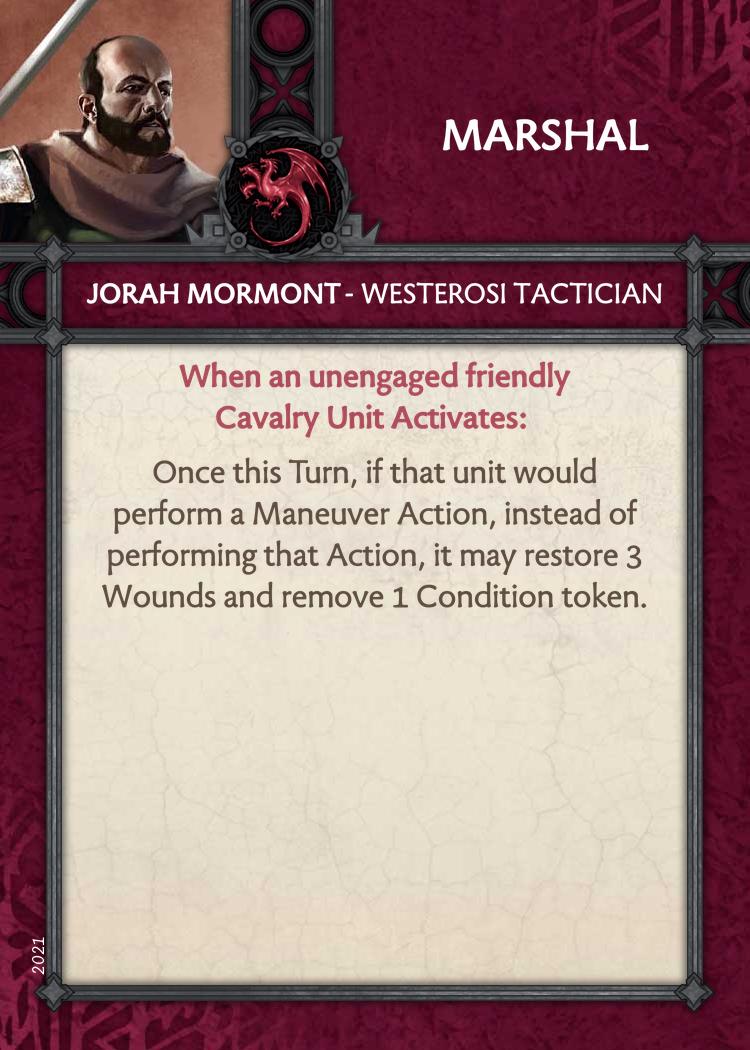 MARSHAL
JORAH MORMONT - WESTEROSI TACTICIAN
When an unengaged friendly
Cavalry Unit Activates:
Once this Turn, if that unit would
perform a Maneuver Action, instead of
performing that Action, it may restore 3
Wounds and remove 1 Condition token.
2021